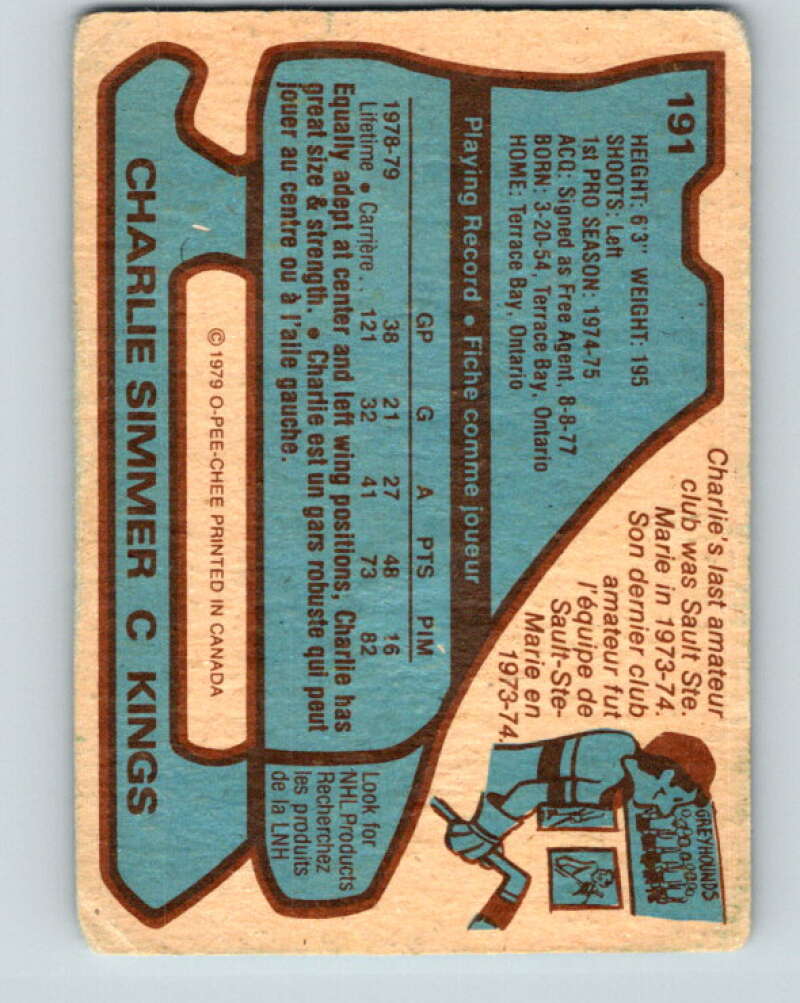 191
HEIGHT: 6'3" WEIGHT: 195
SHOOTS: Left
1st PRO SEASON: 1974-75
ACQ: Signed as Free Agent, 8-8-77
BORN: 3-20-54, Terrace Bay, Ontario
HOME: Terrace Bay, Ontario
Charlie's last amateur
club was Sault Ste.
Marie in 1973-74.
Son dernier club
amateur fut
l'équipe de
Sault-Ste-
Marie en
1973-74.
GREYHOUNDS
Playing Record • Fiche comme joueur
GP G A PTS PIM
1978-79 38 21 27 48 16
Lifetime • Carrière .. 121 32 41 73 82
Equally adept at center and left wing positions, Charlie has
great size & strength. • Charlie est un gars robuste qui peut
jouer au centre ou à l'aile gauche.
Look for
NHL Products
Recherchez
les produits
de la LNH
© 1979 O-PEE-CHEE PRINTED IN CANADA
CHARLIE SIMMER C KINGS